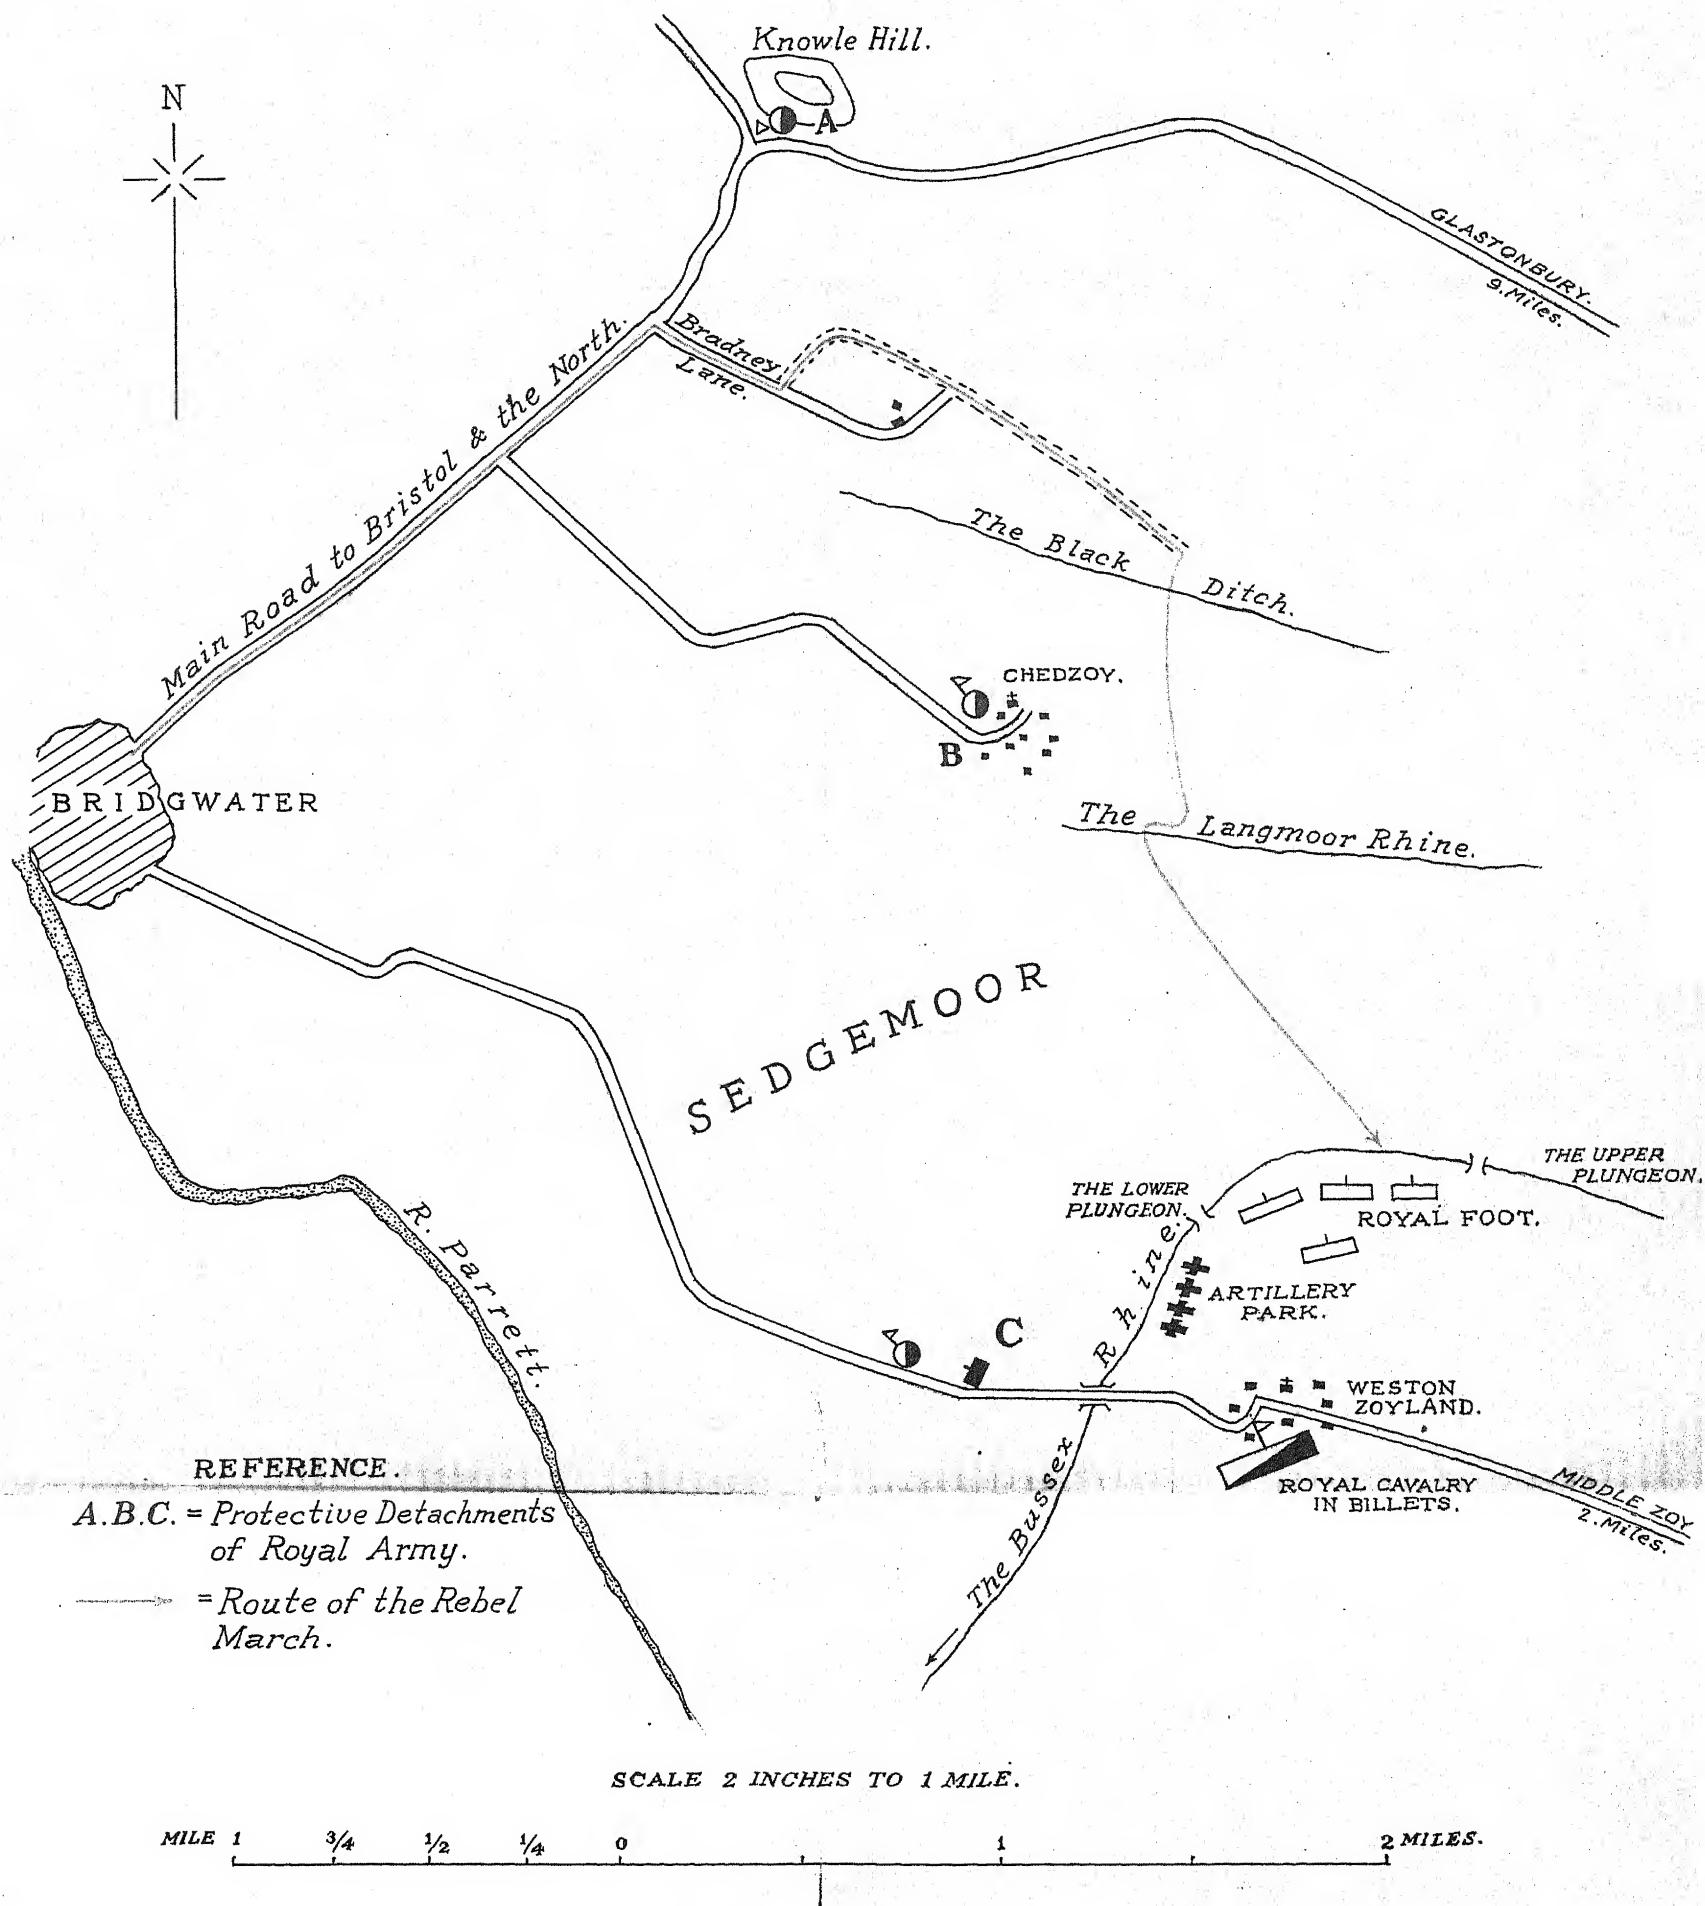 Knowle Hill.
N
A
GLASTONBURY.
9.Miles.
Main Road to Bristol & the North.
Bradney
Lane.
The Black Ditch.
CHEDZOY.
B
BRIDGWATER
The Langmoor Rhine.
SEDGEMOOR
R. Parrett.
THE UPPER
PLUNGEON.
THE LOWER
PLUNGEON.
ROYAL FOOT.
ARTILLERY
PARK.
C
The Bussex Rhine.
WESTON
ZOYLAND.
ROYAL CAVALRY
IN BILLETS.
MIDDLE ZOY
2.Miles.
REFERENCE.
A.B.C. = Protective Detachments
of Royal Army.
= Route of the Rebel
March.
SCALE 2 INCHES TO 1 MILE.
MILE 1 3/4 1/2 1/4 0 1 2 MILES.